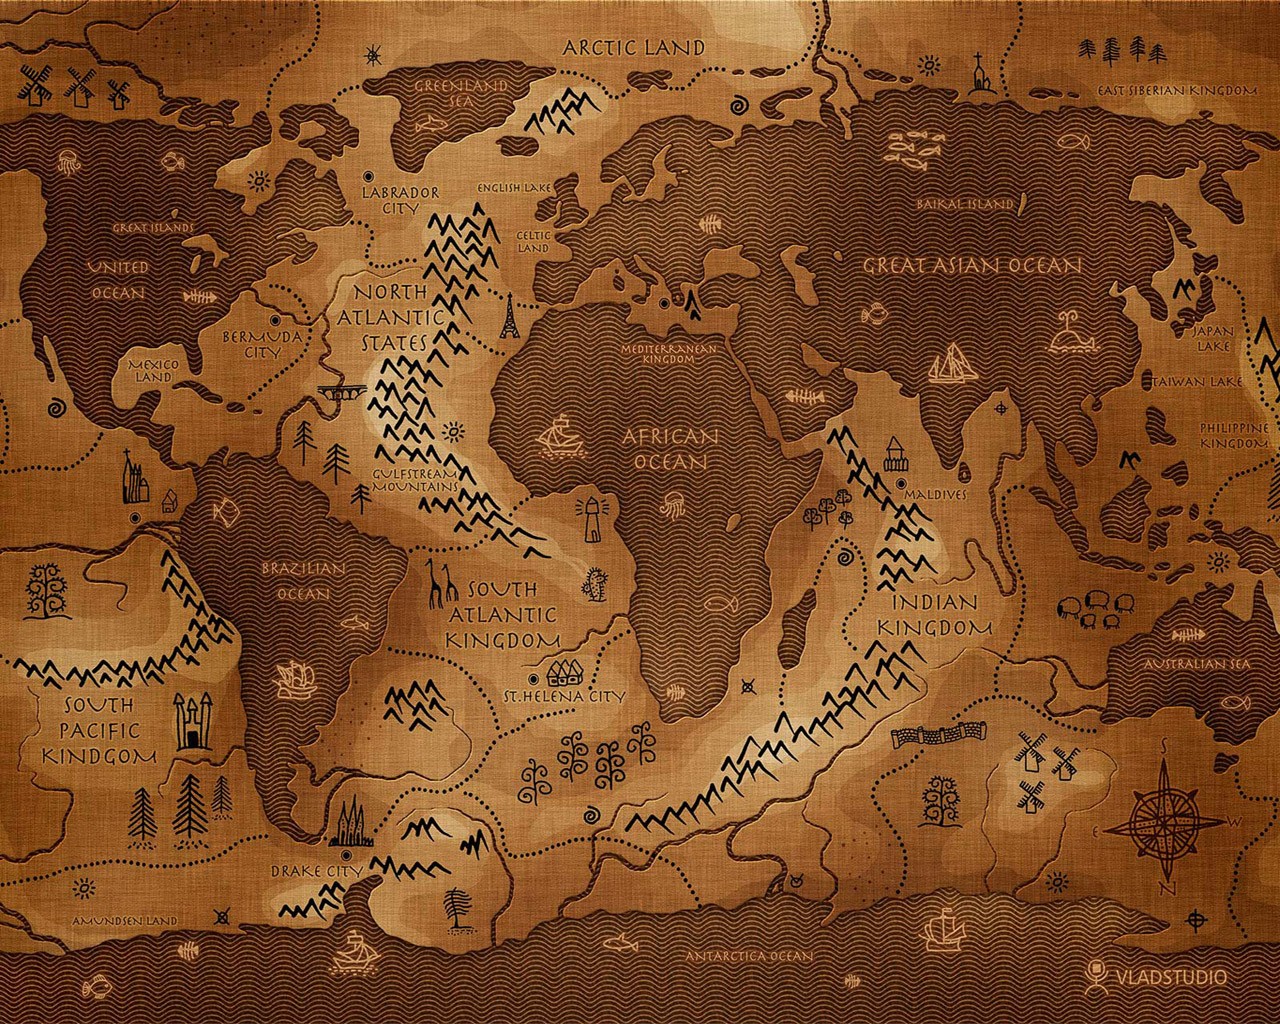 ARCTIC LAND
GREENLAND
SEA
EAST SIBERIAN KINGDOM
LABRADOR
CITY
ENGLISH LAKE
CELTIC
LAND
BAIKAL ISLAND
GREAT ISLANDS
UNITED
OCEAN
GREAT ASIAN OCEAN
NORTH
ATLANTIC
STATES
BERMUDA
CITY
MEXICO
LAND
MEDITERRANEAN
KINGDOM
JAPAN
LAKE
TAIWAN LAKE
PHILIPPINE
KINGDOM
AFRICAN
OCEAN
GULFSTREAM
MOUNTAINS
MALDIVES
BRAZILIAN
OCEAN
SOUTH
ATLANTIC
KINGDOM
INDIAN
KINGDOM
AUSTRALIAN SEA
ST.HELENA CITY
SOUTH
PACIFIC
KINDGOM
S
E
W
N
DRAKE CITY
AMUNDSEN LAND
ANTARCTICA OCEAN
VLADSTUDIO